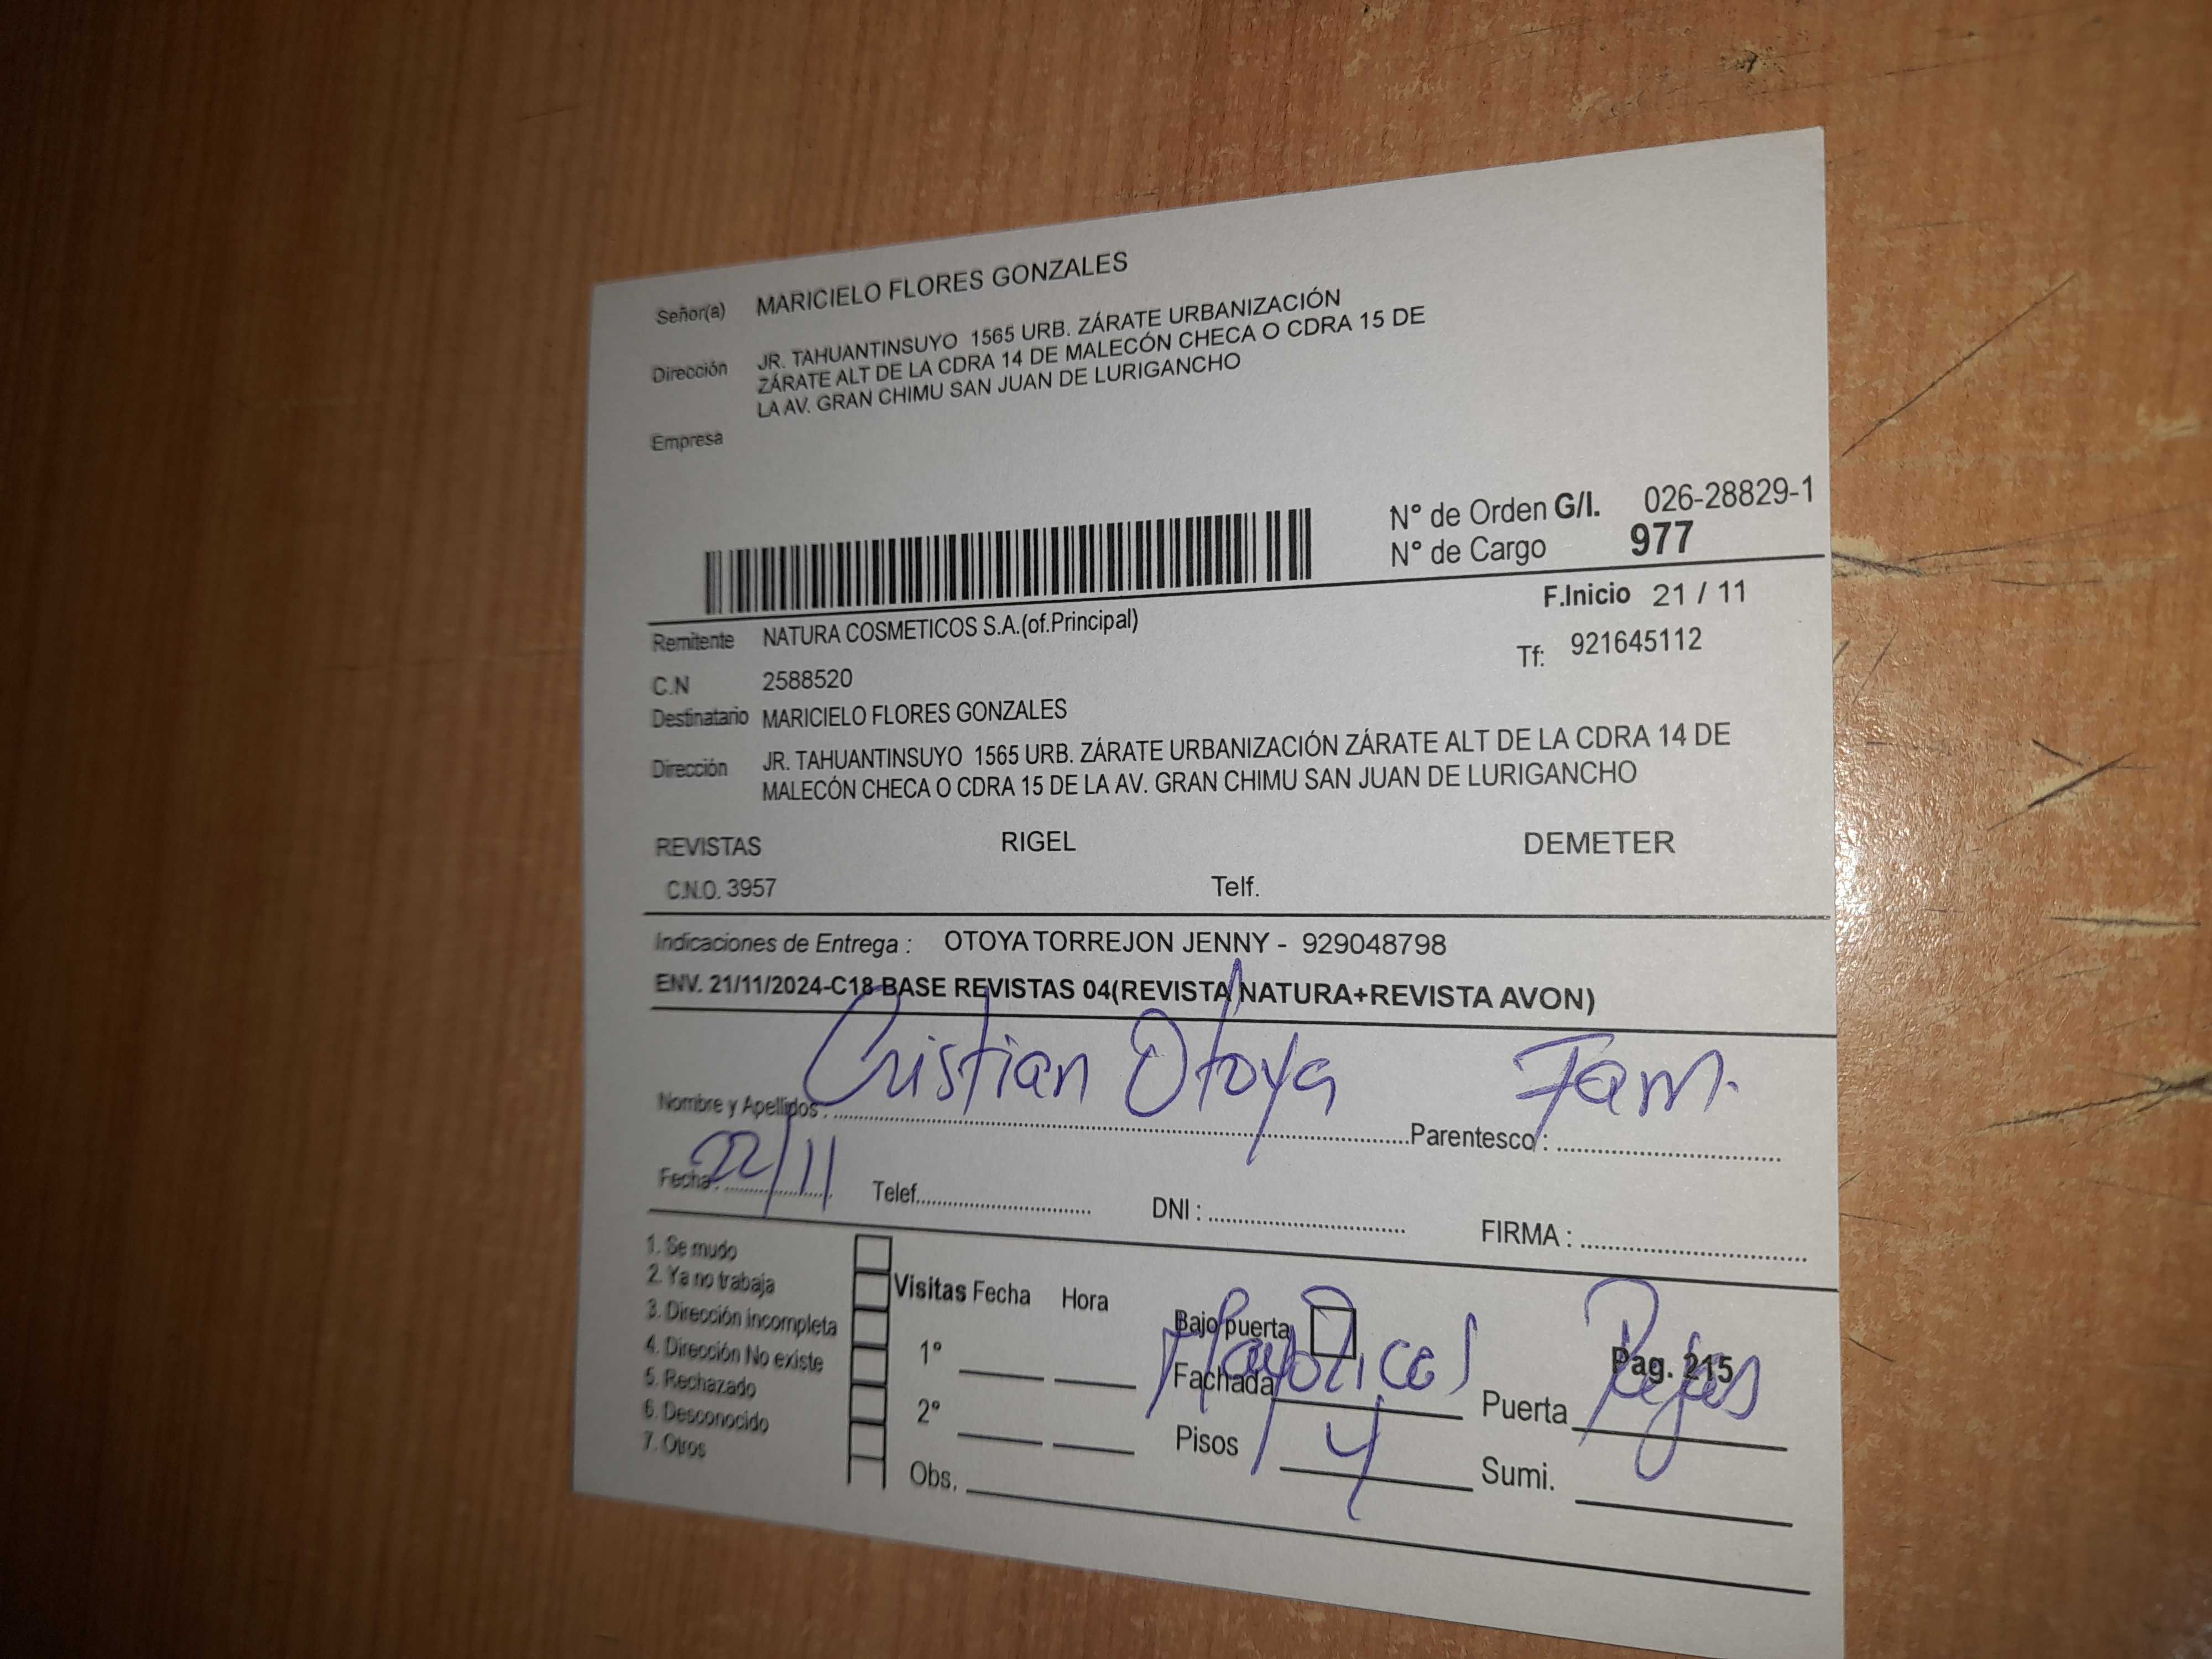 Señor(a) MARICIELO FLORES GONZALES
Dirección JR. TAHUANTINSUYO 1565 URB. ZÁRATE URBANIZACIÓN
ZÁRATE ALT DE LA CDRA 14 DE MALECÓN CHECA O CDRA 15 DE
LA AV. GRAN CHIMU SAN JUAN DE LURIGANCHO
Empresa
N° de Orden G/I. 026-28829-1
N° de Cargo 977
F.Inicio 21 / 11
Remitente NATURA COSMETICOS S.A.(of.Principal)
Tf: 921645112
C.N 2588520
Destinatario MARICIELO FLORES GONZALES
Dirección JR. TAHUANTINSUYO 1565 URB. ZÁRATE URBANIZACIÓN ZÁRATE ALT DE LA CDRA 14 DE
MALECÓN CHECA O CDRA 15 DE LA AV. GRAN CHIMU SAN JUAN DE LURIGANCHO
REVISTAS RIGEL DEMETER
C.N.O. 3957 Telf.
Indicaciones de Entrega : OTOYA TORREJON JENNY - 929048798
ENV. 21/11/2024-C18 BASE REVISTAS 04(REVISTA NATURA+REVISTA AVON)
Nombre y Apellidos : Cristian Otoya Parentesco : Fam.
Fecha : 22/11 Telef. DNI : FIRMA :
1. Se mudo
2. Ya no trabaja
3. Dirección incompleta
4. Dirección No existe
5. Rechazado
6. Desconocido
7. Otros
Visitas Fecha Hora
1°
2°
Obs.
Bajo puerta
Pag. 215
Fachada Mayolicas Puerta Rejas
Pisos 4 Sumi.